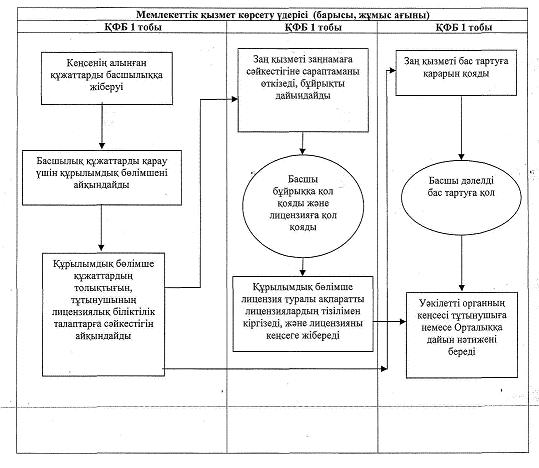 Мемлекеттік қызмет көрсету үдерісі (барысы, жұмыс ағыны)
ҚФБ 1 тобы
ҚФБ 1 тобы
ҚФБ 1 тобы
Кеңсенің алынған
құжаттарды басшылыққа
жіберуі
Басшылық құжаттарды қарау
үшін құрылымдық бөлімшені
айқындайды
Құрылымдық бөлімше
құжаттардың
толықтығын,
тұтынушының
лицензиялық біліктілік
талаптарға сәйкестігін
айқындайды
Заң қызметі заңнамаға
сәйкестігіне сараптаманы
өткізеді, бұйрықты
дайындайды
Басшы
бұйрыққа қол
қояды және
лицензияға қол
қояды
Құрылымдық бөлімше
лицензия туралы ақпаратты
лицензиялардың тізілімен
кіргізеді, және лицензияны
кеңсеге жібереді
Заң қызметі бас тартуға
қарарын қояды
Басшы дәлелді
бас тартуға қол
Уәкілетті органның
кеңсесі тұтынушыға
немесе Орталыққа
дайын нәтижені
береді